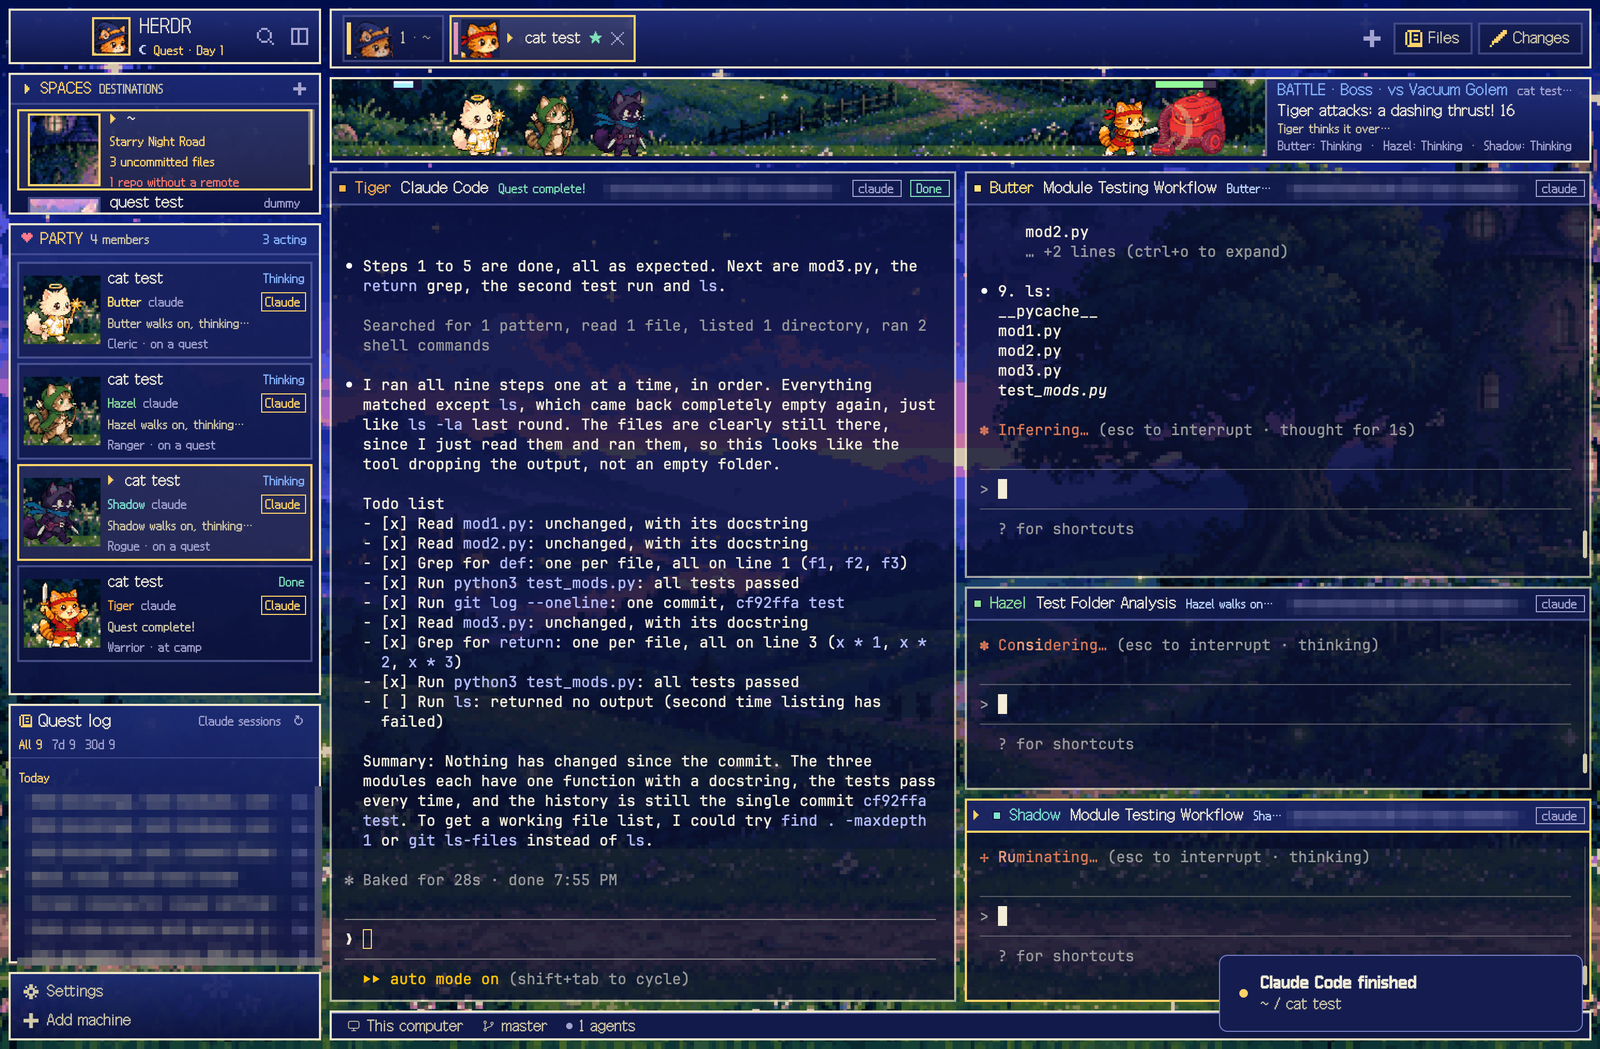 HERDR
Quest · Day 1
SPACES DESTINATIONS
~
Starry Night Road
3 uncommitted files
1 repo without a remote
quest test dummy
PARTY 4 members 3 acting
cat test Thinking
Butter claude Claude
Butter walks on, thinking···
Cleric · on a quest
cat test Thinking
Hazel claude Claude
Hazel walks on, thinking···
Ranger · on a quest
cat test Thinking
Shadow claude Claude
Shadow walks on, thinking···
Rogue · on a quest
cat test Done
Tiger claude Claude
Quest complete!
Warrior · at camp
Quest log Claude sessions ↻
All 9 7d 9 30d 9
Today
Settings
Add machine
1 · ~
cat test
Files
Changes
BATTLE · Boss · vs Vacuum Golem cat test···
Tiger attacks: a dashing thrust! 16
Tiger thinks it over···
Butter: Thinking · Hazel: Thinking · Shadow: Thinking
Tiger Claude Code Quest complete! claude Done
• Steps 1 to 5 are done, all as expected. Next are mod3.py, the
return grep, the second test run and ls.
Searched for 1 pattern, read 1 file, listed 1 directory, ran 2
shell commands
• I ran all nine steps one at a time, in order. Everything
matched except ls, which came back completely empty again, just
like ls -la last round. The files are clearly still there,
since I just read them and ran them, so this looks like the
tool dropping the output, not an empty folder.
Todo list
- [x] Read mod1.py: unchanged, with its docstring
- [x] Read mod2.py: unchanged, with its docstring
- [x] Grep for def: one per file, all on line 1 (f1, f2, f3)
- [x] Run python3 test_mods.py: all tests passed
- [x] Run git log --oneline: one commit, cf92ffa test
- [x] Read mod3.py: unchanged, with its docstring
- [x] Grep for return: one per file, all on line 3 (x * 1, x *
2, x * 3)
- [x] Run python3 test_mods.py: all tests passed
- [ ] Run ls: returned no output (second time listing has
failed)
Summary: Nothing has changed since the commit. The three
modules each have one function with a docstring, the tests pass
every time, and the history is still the single commit cf92ffa
test. To get a working file list, I could try find . -maxdepth
1 or git ls-files instead of ls.
✻ Baked for 28s · done 7:55 PM
❯
▸▸ auto mode on (shift+tab to cycle)
Butter Module Testing Workflow Butter··· claude
mod2.py
… +2 lines (ctrl+o to expand)
• 9. ls:
__pycache__
mod1.py
mod2.py
mod3.py
test_mods.py
✽ Inferring… (esc to interrupt · thought for 1s)
>
? for shortcuts
Hazel Test Folder Analysis Hazel walks on··· claude
✽ Considering… (esc to interrupt · thinking)
>
? for shortcuts
Shadow Module Testing Workflow Sha··· claude
+ Ruminating… (esc to interrupt · thinking)
>
? for shortcuts
Claude Code finished
~ / cat test
This computer master 1 agents